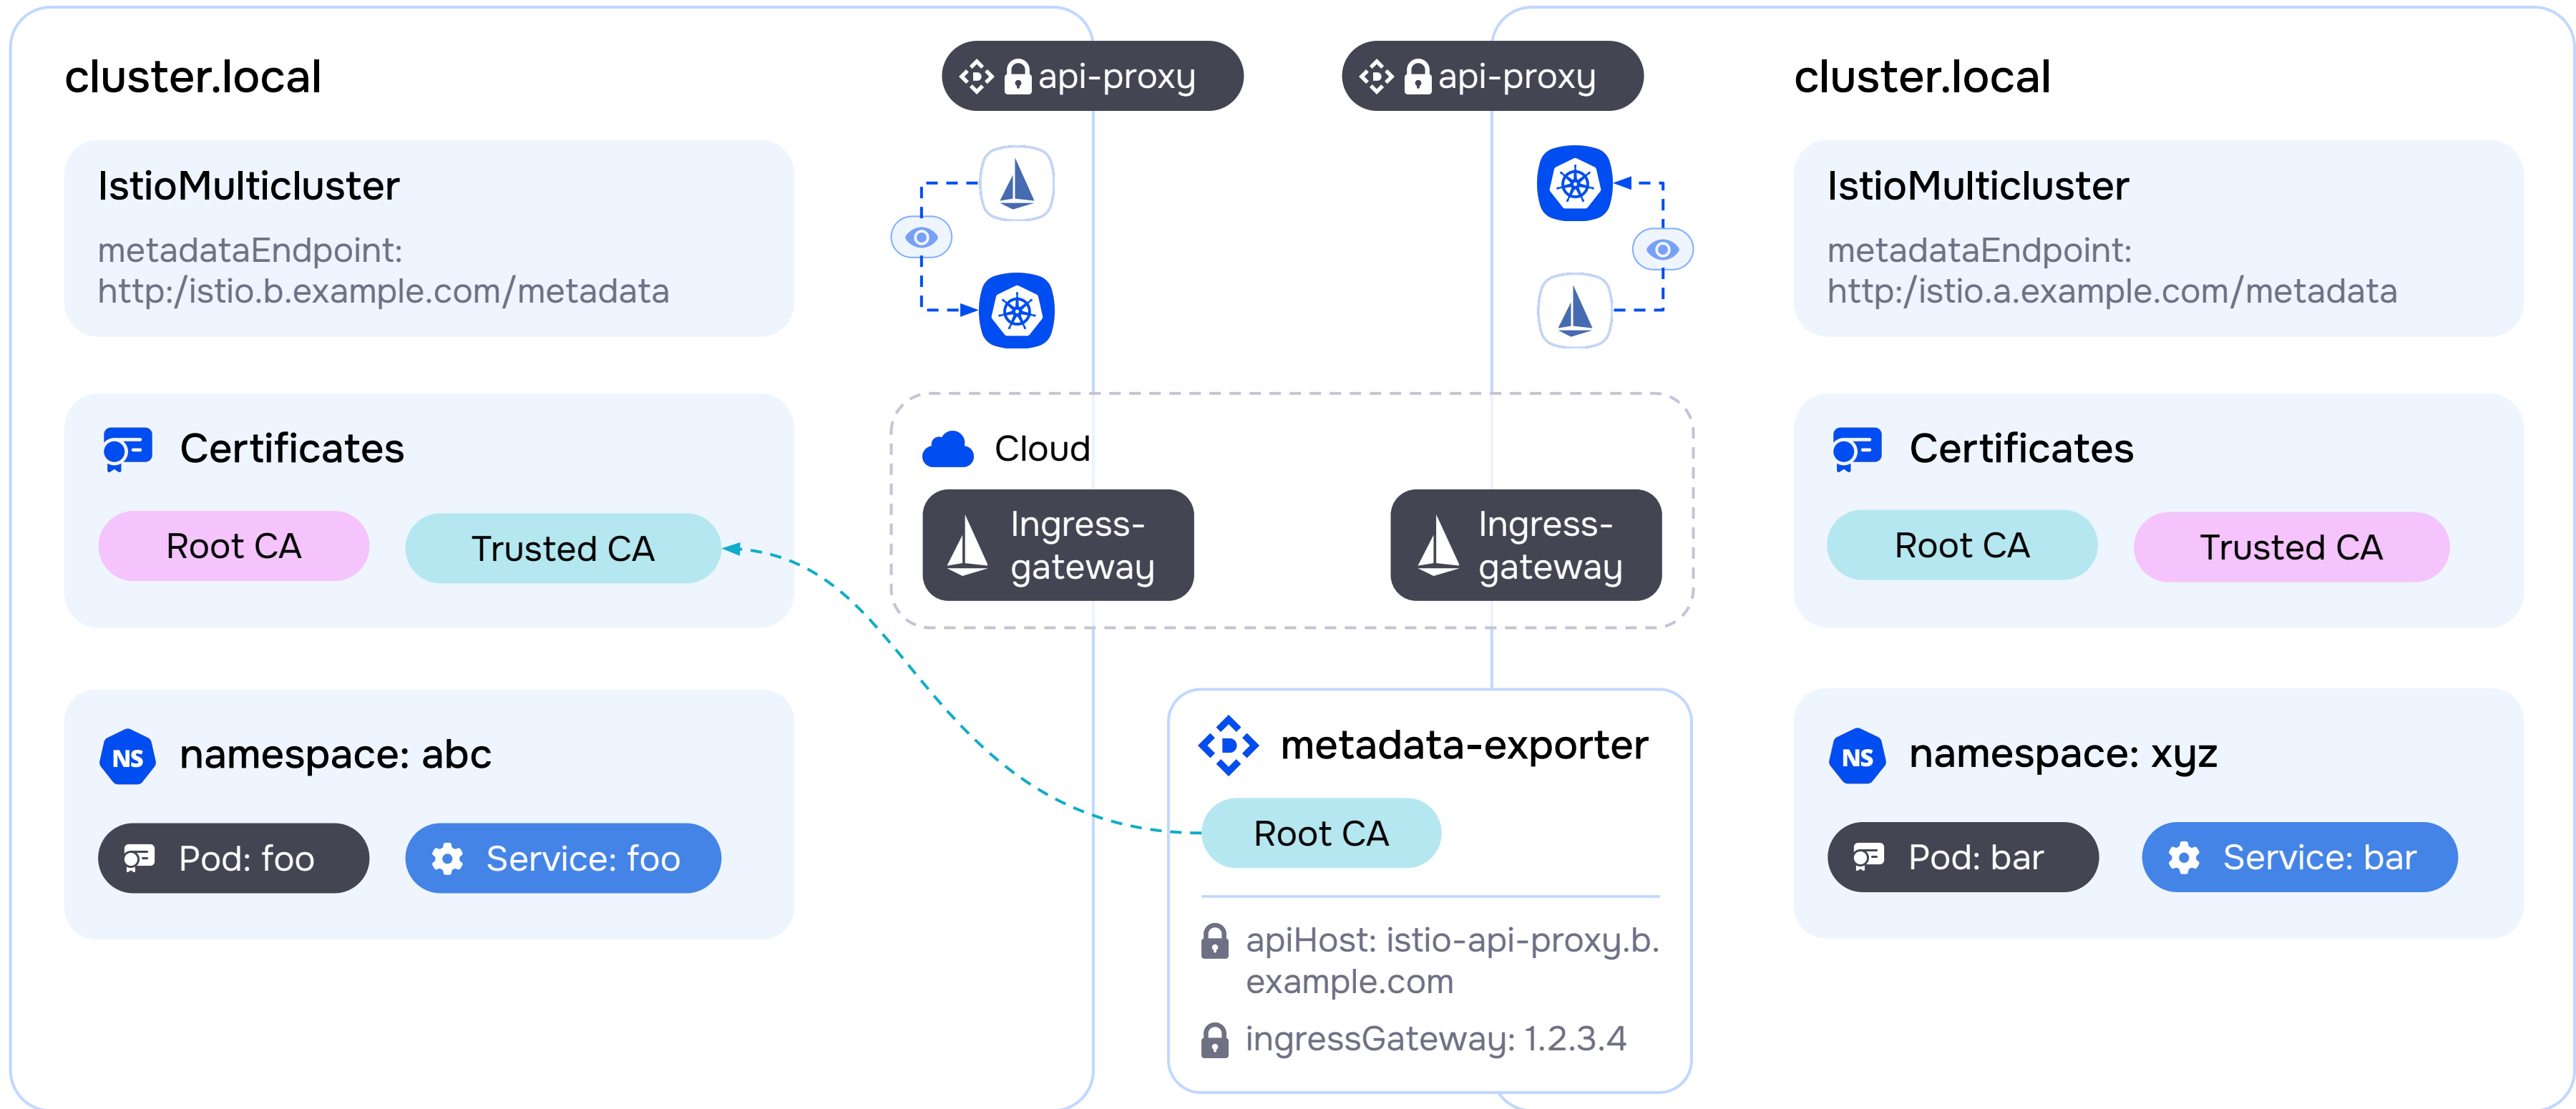 cluster.local
IstioMulticluster
metadataEndpoint:
http:/istio.b.example.com/metadata
Certificates
Root CA
Trusted CA
NS
namespace: abc
Pod: foo
Service: foo
api-proxy
api-proxy
Cloud
Ingress-
gateway
Ingress-
gateway
metadata-exporter
Root CA
apiHost: istio-api-proxy.b.
example.com
ingressGateway: 1.2.3.4
cluster.local
IstioMulticluster
metadataEndpoint:
http:/istio.a.example.com/metadata
Certificates
Root CA
Trusted CA
NS
namespace: xyz
Pod: bar
Service: bar